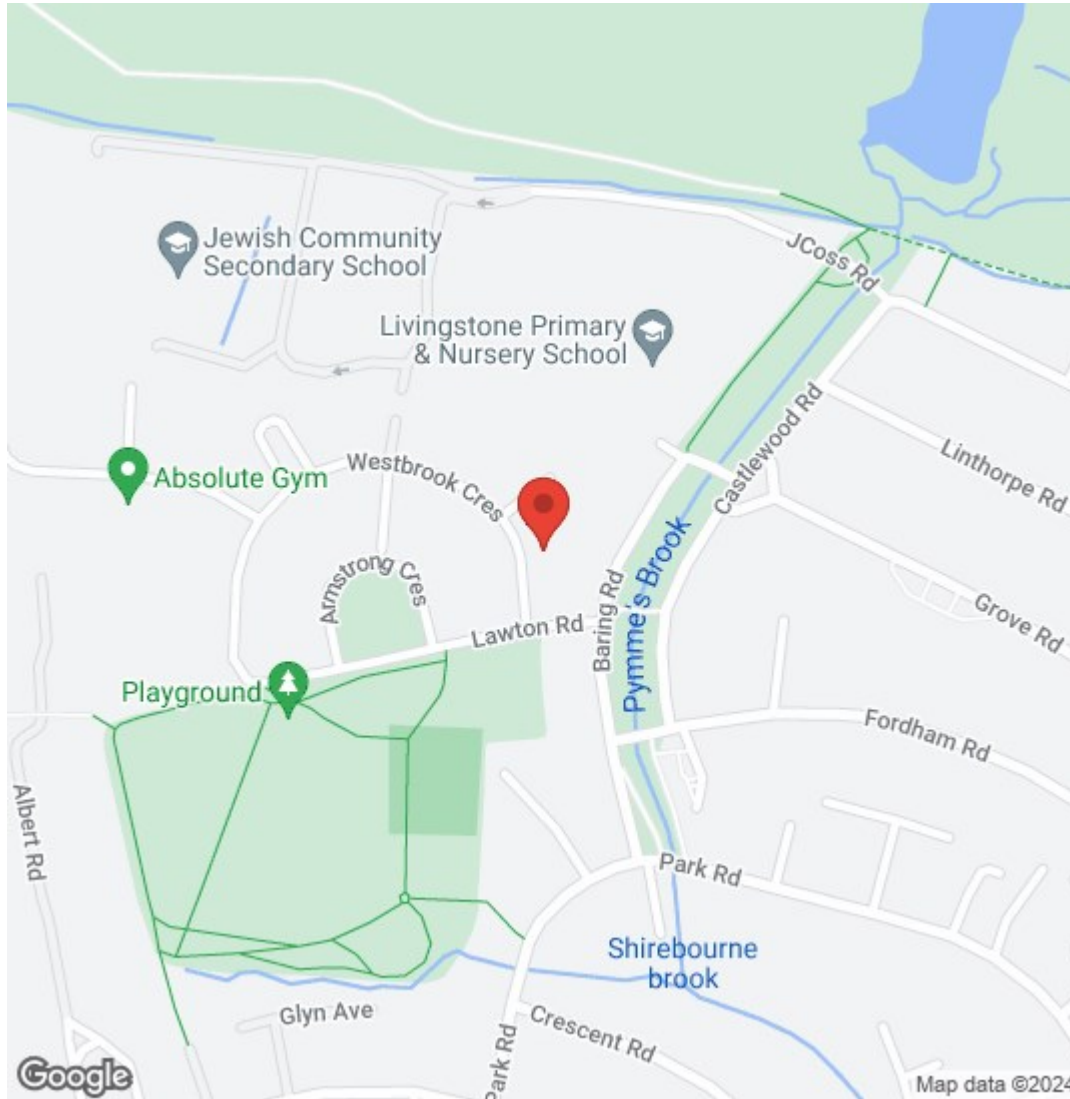 JCoss Rd
Jewish Community
Secondary School
Livingstone Primary
& Nursery School
Castlewood Rd
Linthorpe Rd
Westbrook Cres
Absolute Gym
Armstrong Cres
Pymme's Brook
Baring Rd
Grove Rd
Lawton Rd
Playground
Fordham Rd
Albert Rd
Park Rd
Shirebourne
brook
Glyn Ave
Crescent Rd
Park Rd
Google
Map data ©2024